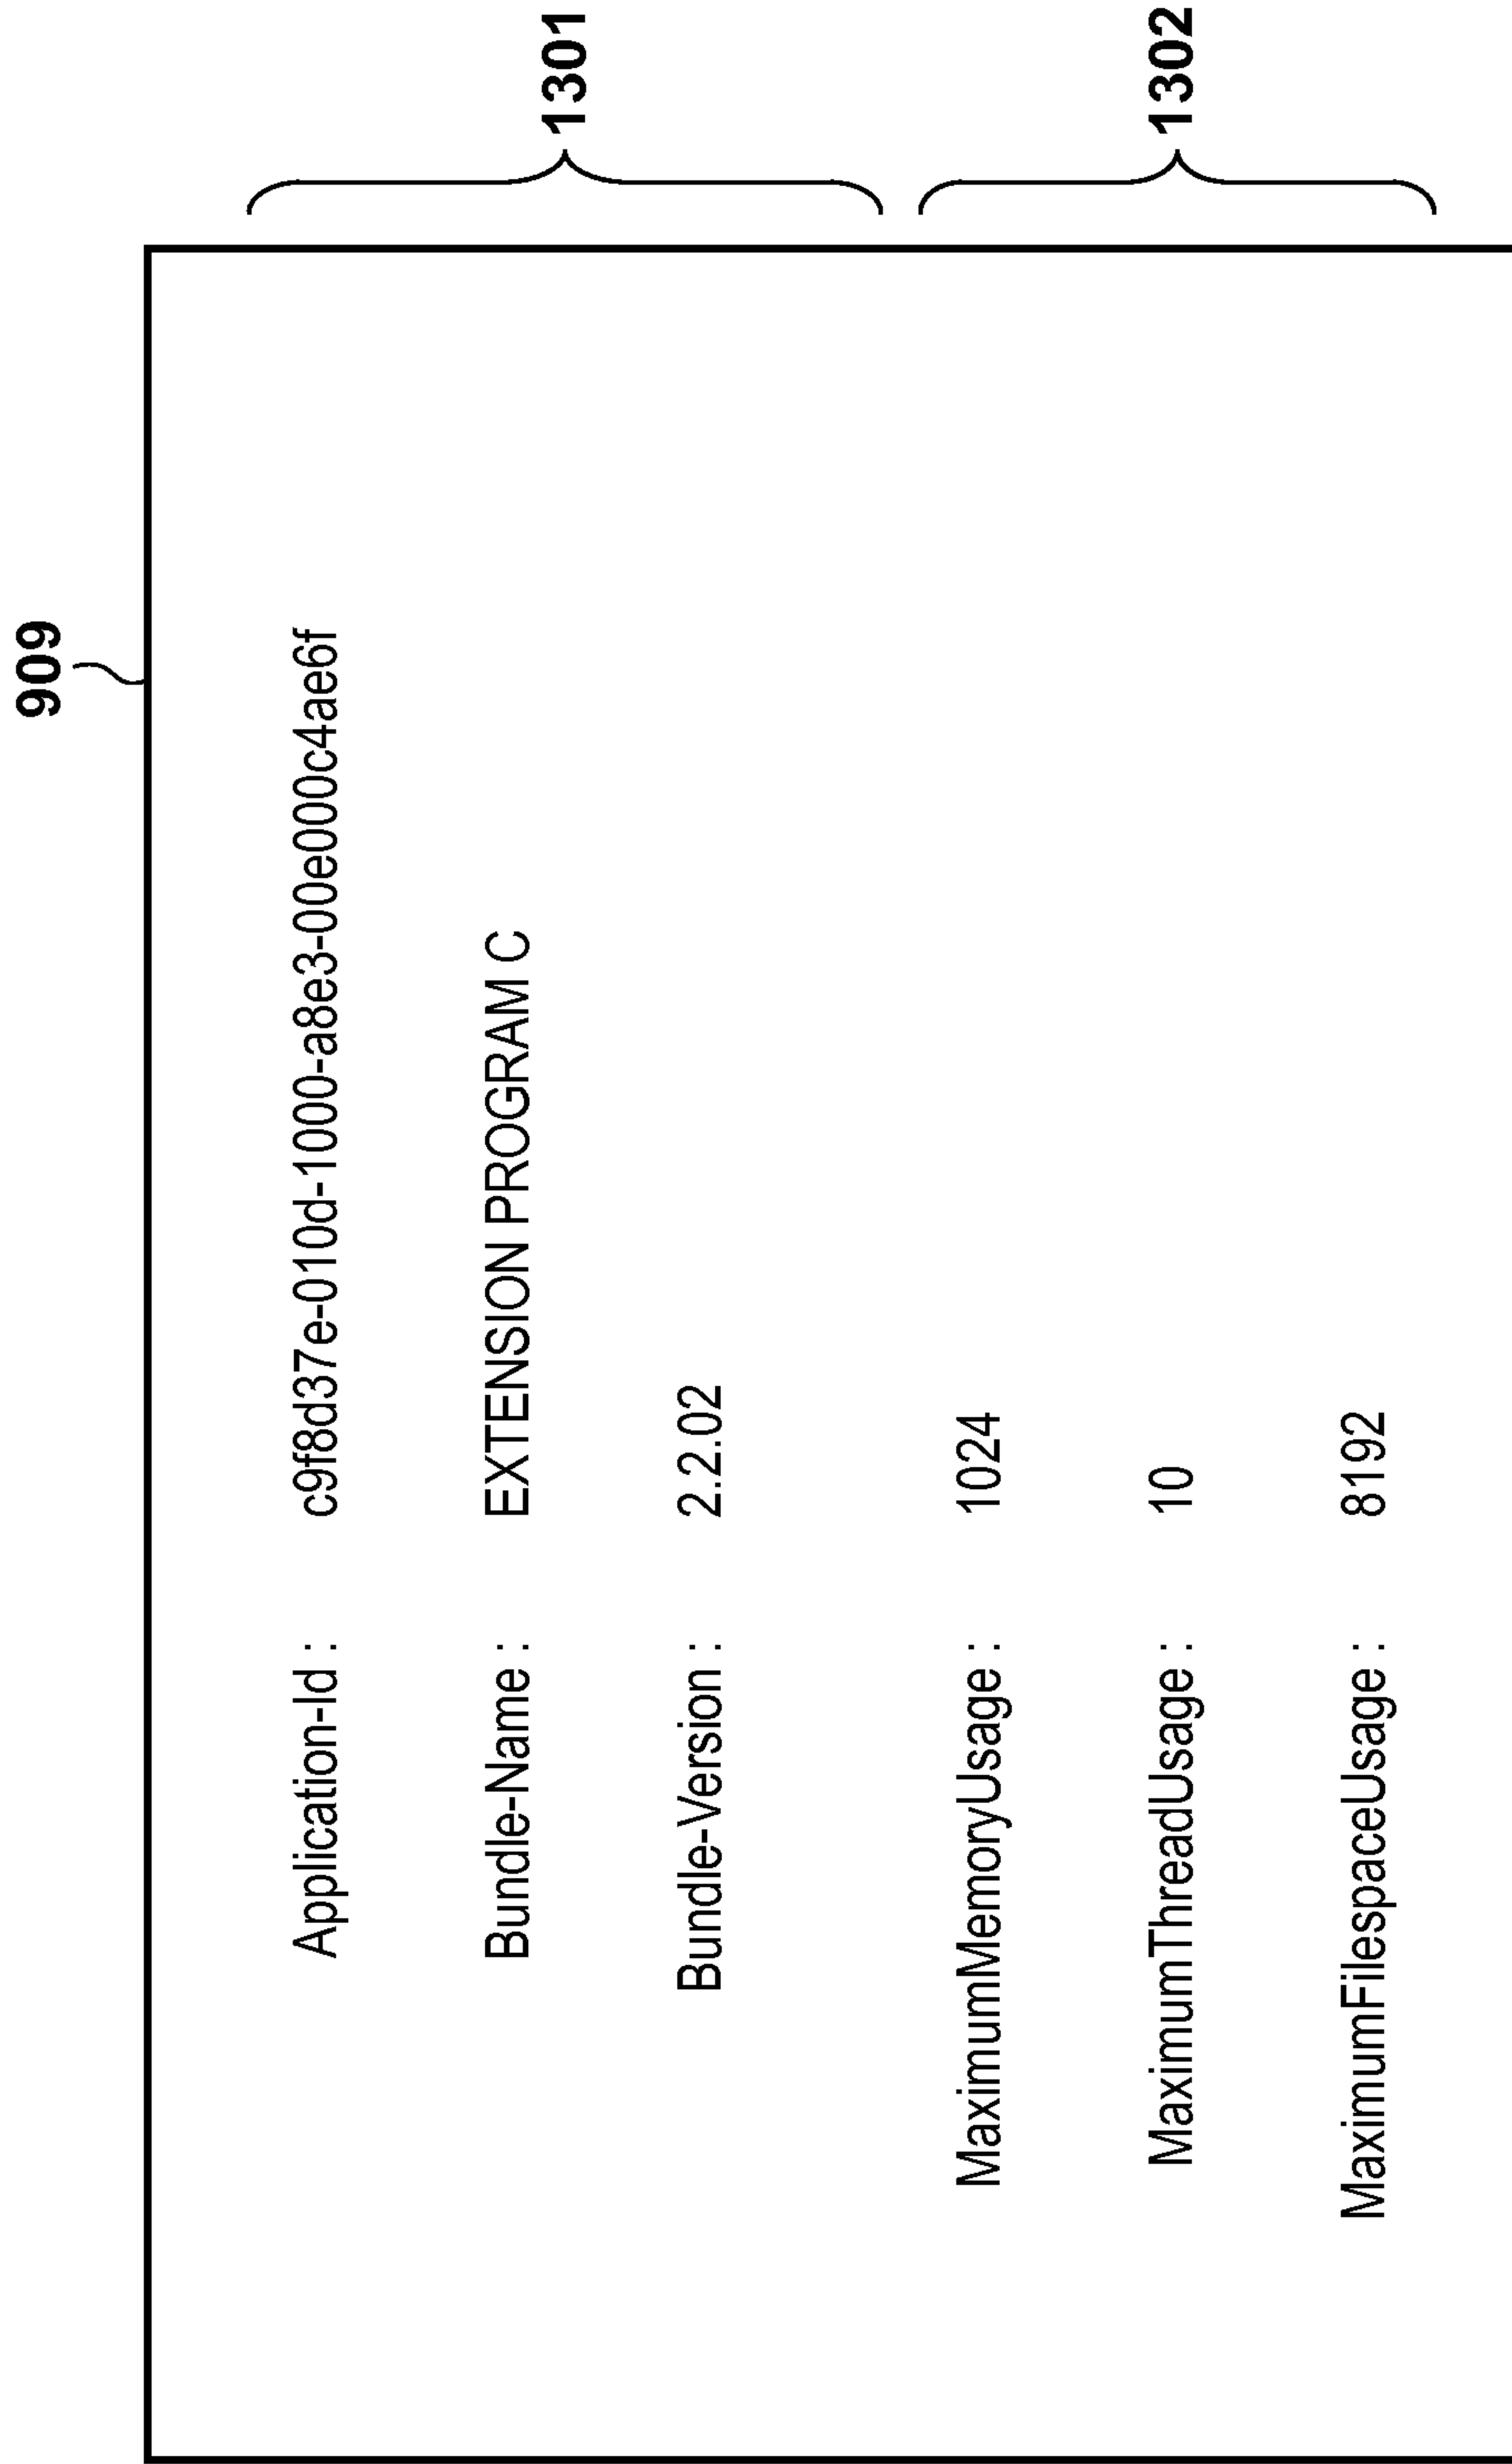 909
Application-Id : c9f8d37e-010d-1000-a8e3-00e000c4ae6f
Bundle-Name : EXTENSION PROGRAM C
Bundle-Version : 2.2.02
1301
MaximumMemoryUsage : 1024
MaximumThreadUsage : 10
MaximumFilespaceUsage : 8192
1302